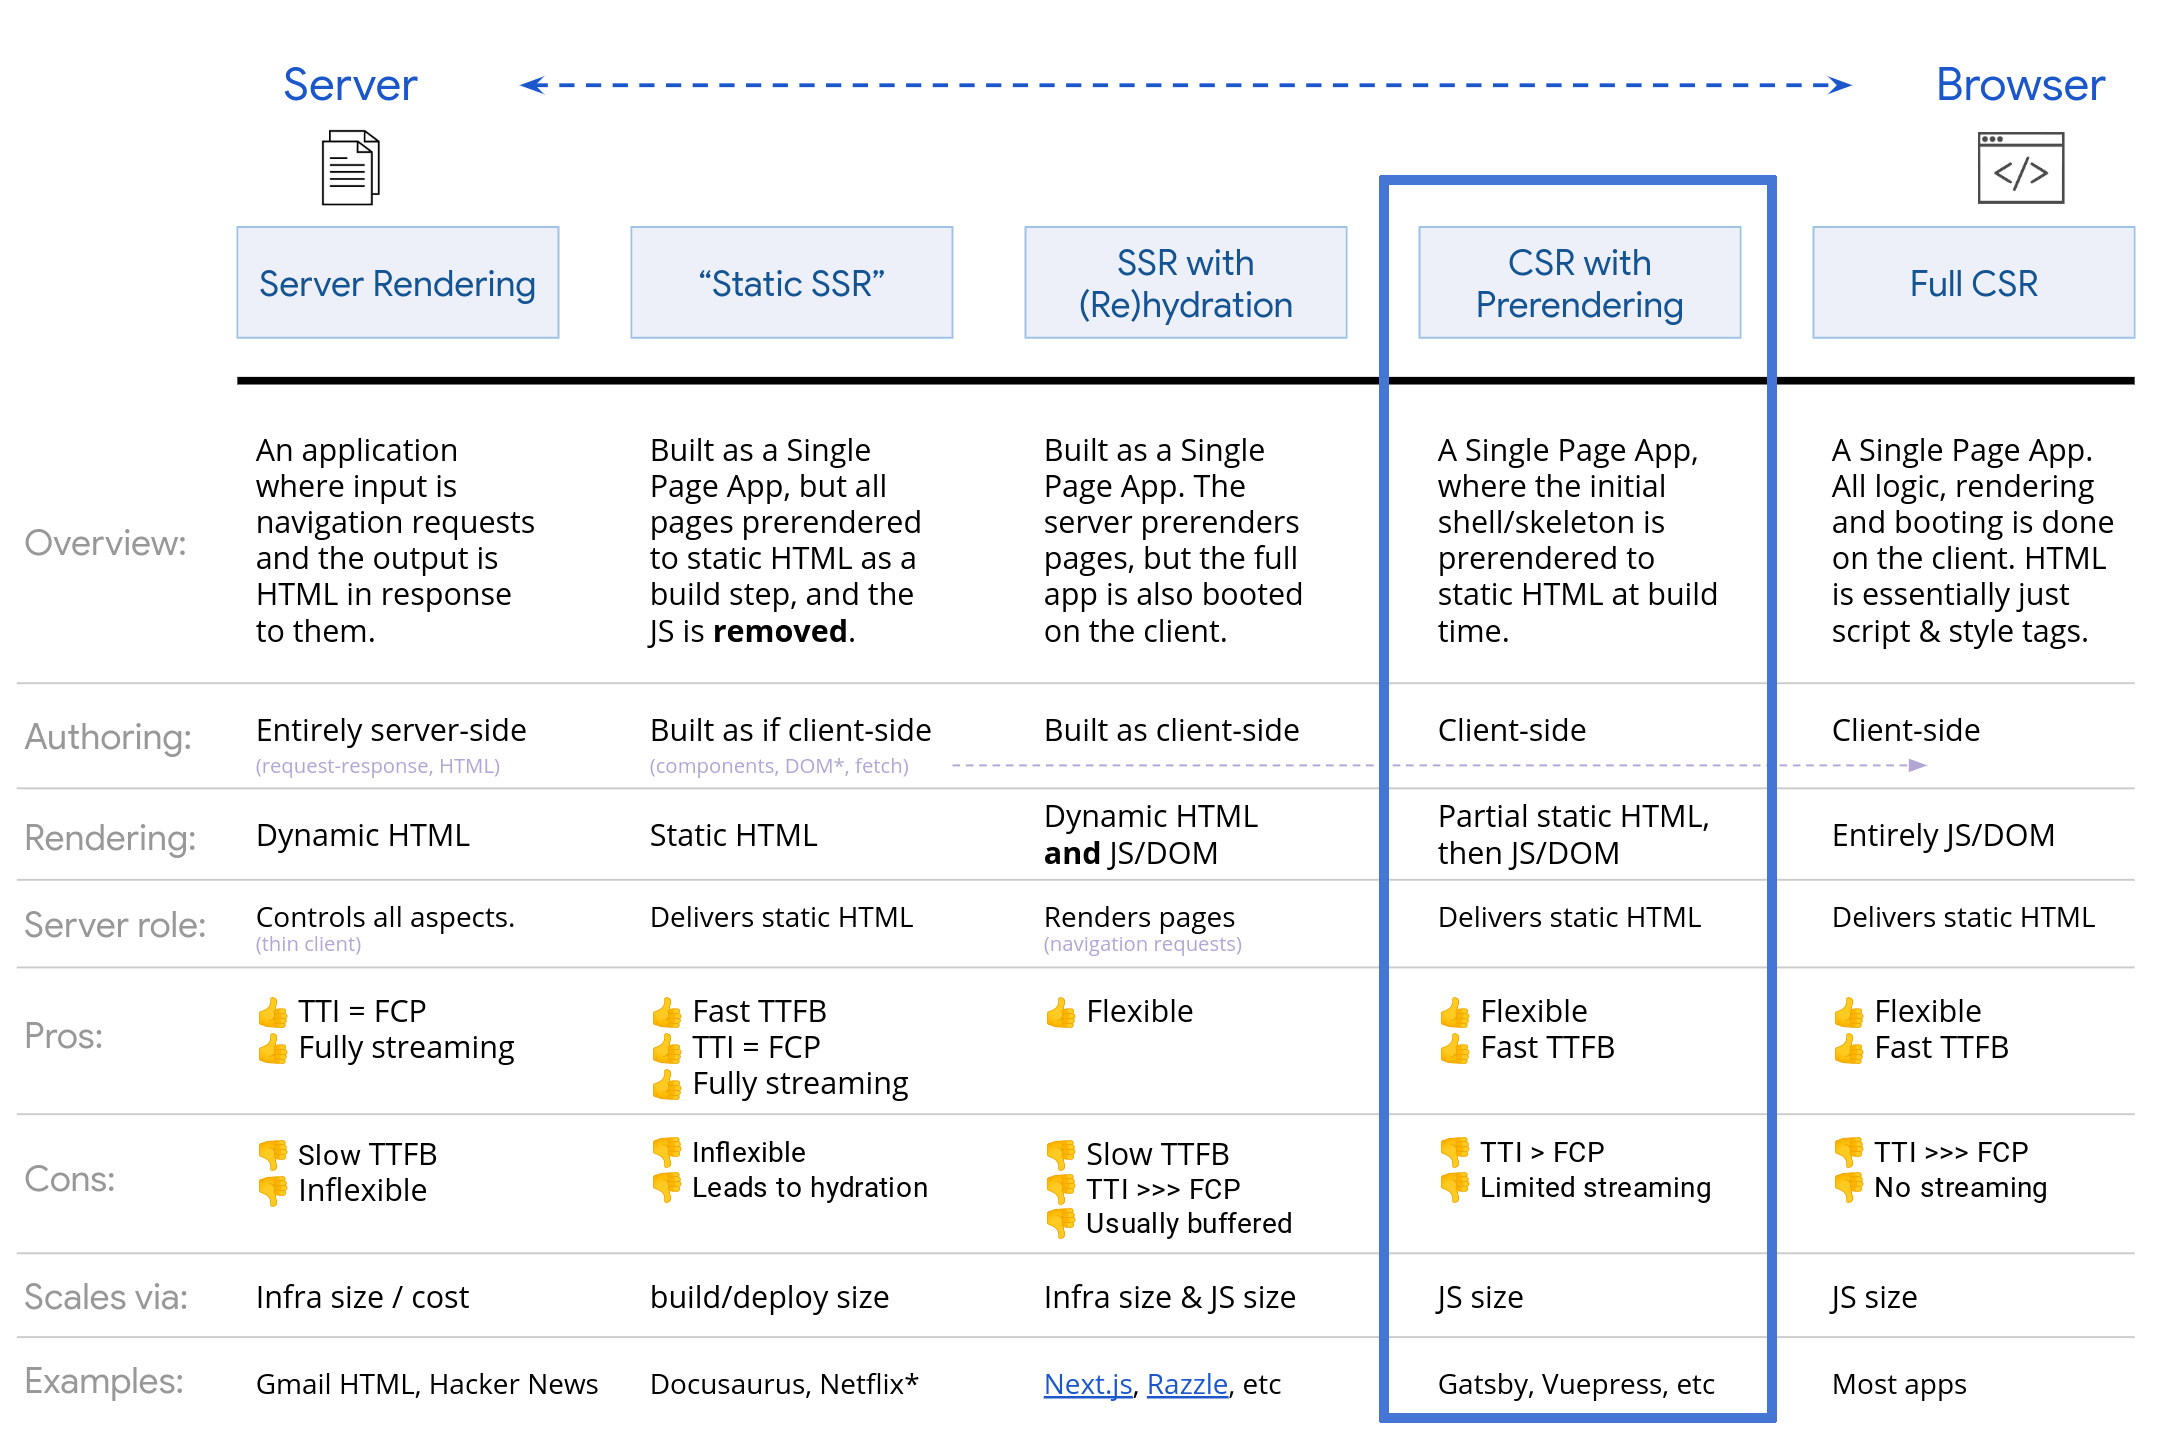 Server
Browser
</>
Server Rendering
“Static SSR”
SSR with
(Re)hydration
CSR with
Prerendering
Full CSR
Overview:
An application
where input is
navigation requests
and the output is
HTML in response
to them.
Built as a Single
Page App, but all
pages prerendered
to static HTML as a
build step, and the
JS is removed.
Built as a Single
Page App. The
server prerenders
pages, but the full
app is also booted
on the client.
A Single Page App,
where the initial
shell/skeleton is
prerendered to
static HTML at build
time.
A Single Page App.
All logic, rendering
and booting is done
on the client. HTML
is essentially just
script & style tags.
Authoring:
Entirely server-side
(request-response, HTML)
Built as if client-side
(components, DOM*, fetch)
Built as client-side
Client-side
Client-side
Rendering:
Dynamic HTML
Static HTML
Dynamic HTML
and JS/DOM
Partial static HTML,
then JS/DOM
Entirely JS/DOM
Server role:
Controls all aspects.
(thin client)
Delivers static HTML
Renders pages
(navigation requests)
Delivers static HTML
Delivers static HTML
Pros:
👍 TTI = FCP
👍 Fully streaming
👍 Fast TTFB
👍 TTI = FCP
👍 Fully streaming
👍 Flexible
👍 Flexible
👍 Fast TTFB
👍 Flexible
👍 Fast TTFB
Cons:
👎 Slow TTFB
👎 Inflexible
👎 Inflexible
👎 Leads to hydration
👎 Slow TTFB
👎 TTI >>> FCP
👎 Usually buffered
👎 TTI > FCP
👎 Limited streaming
👎 TTI >>> FCP
👎 No streaming
Scales via:
Infra size / cost
build/deploy size
Infra size & JS size
JS size
JS size
Examples:
Gmail HTML, Hacker News
Docusaurus, Netflix*
Next.js, Razzle, etc
Gatsby, Vuepress, etc
Most apps